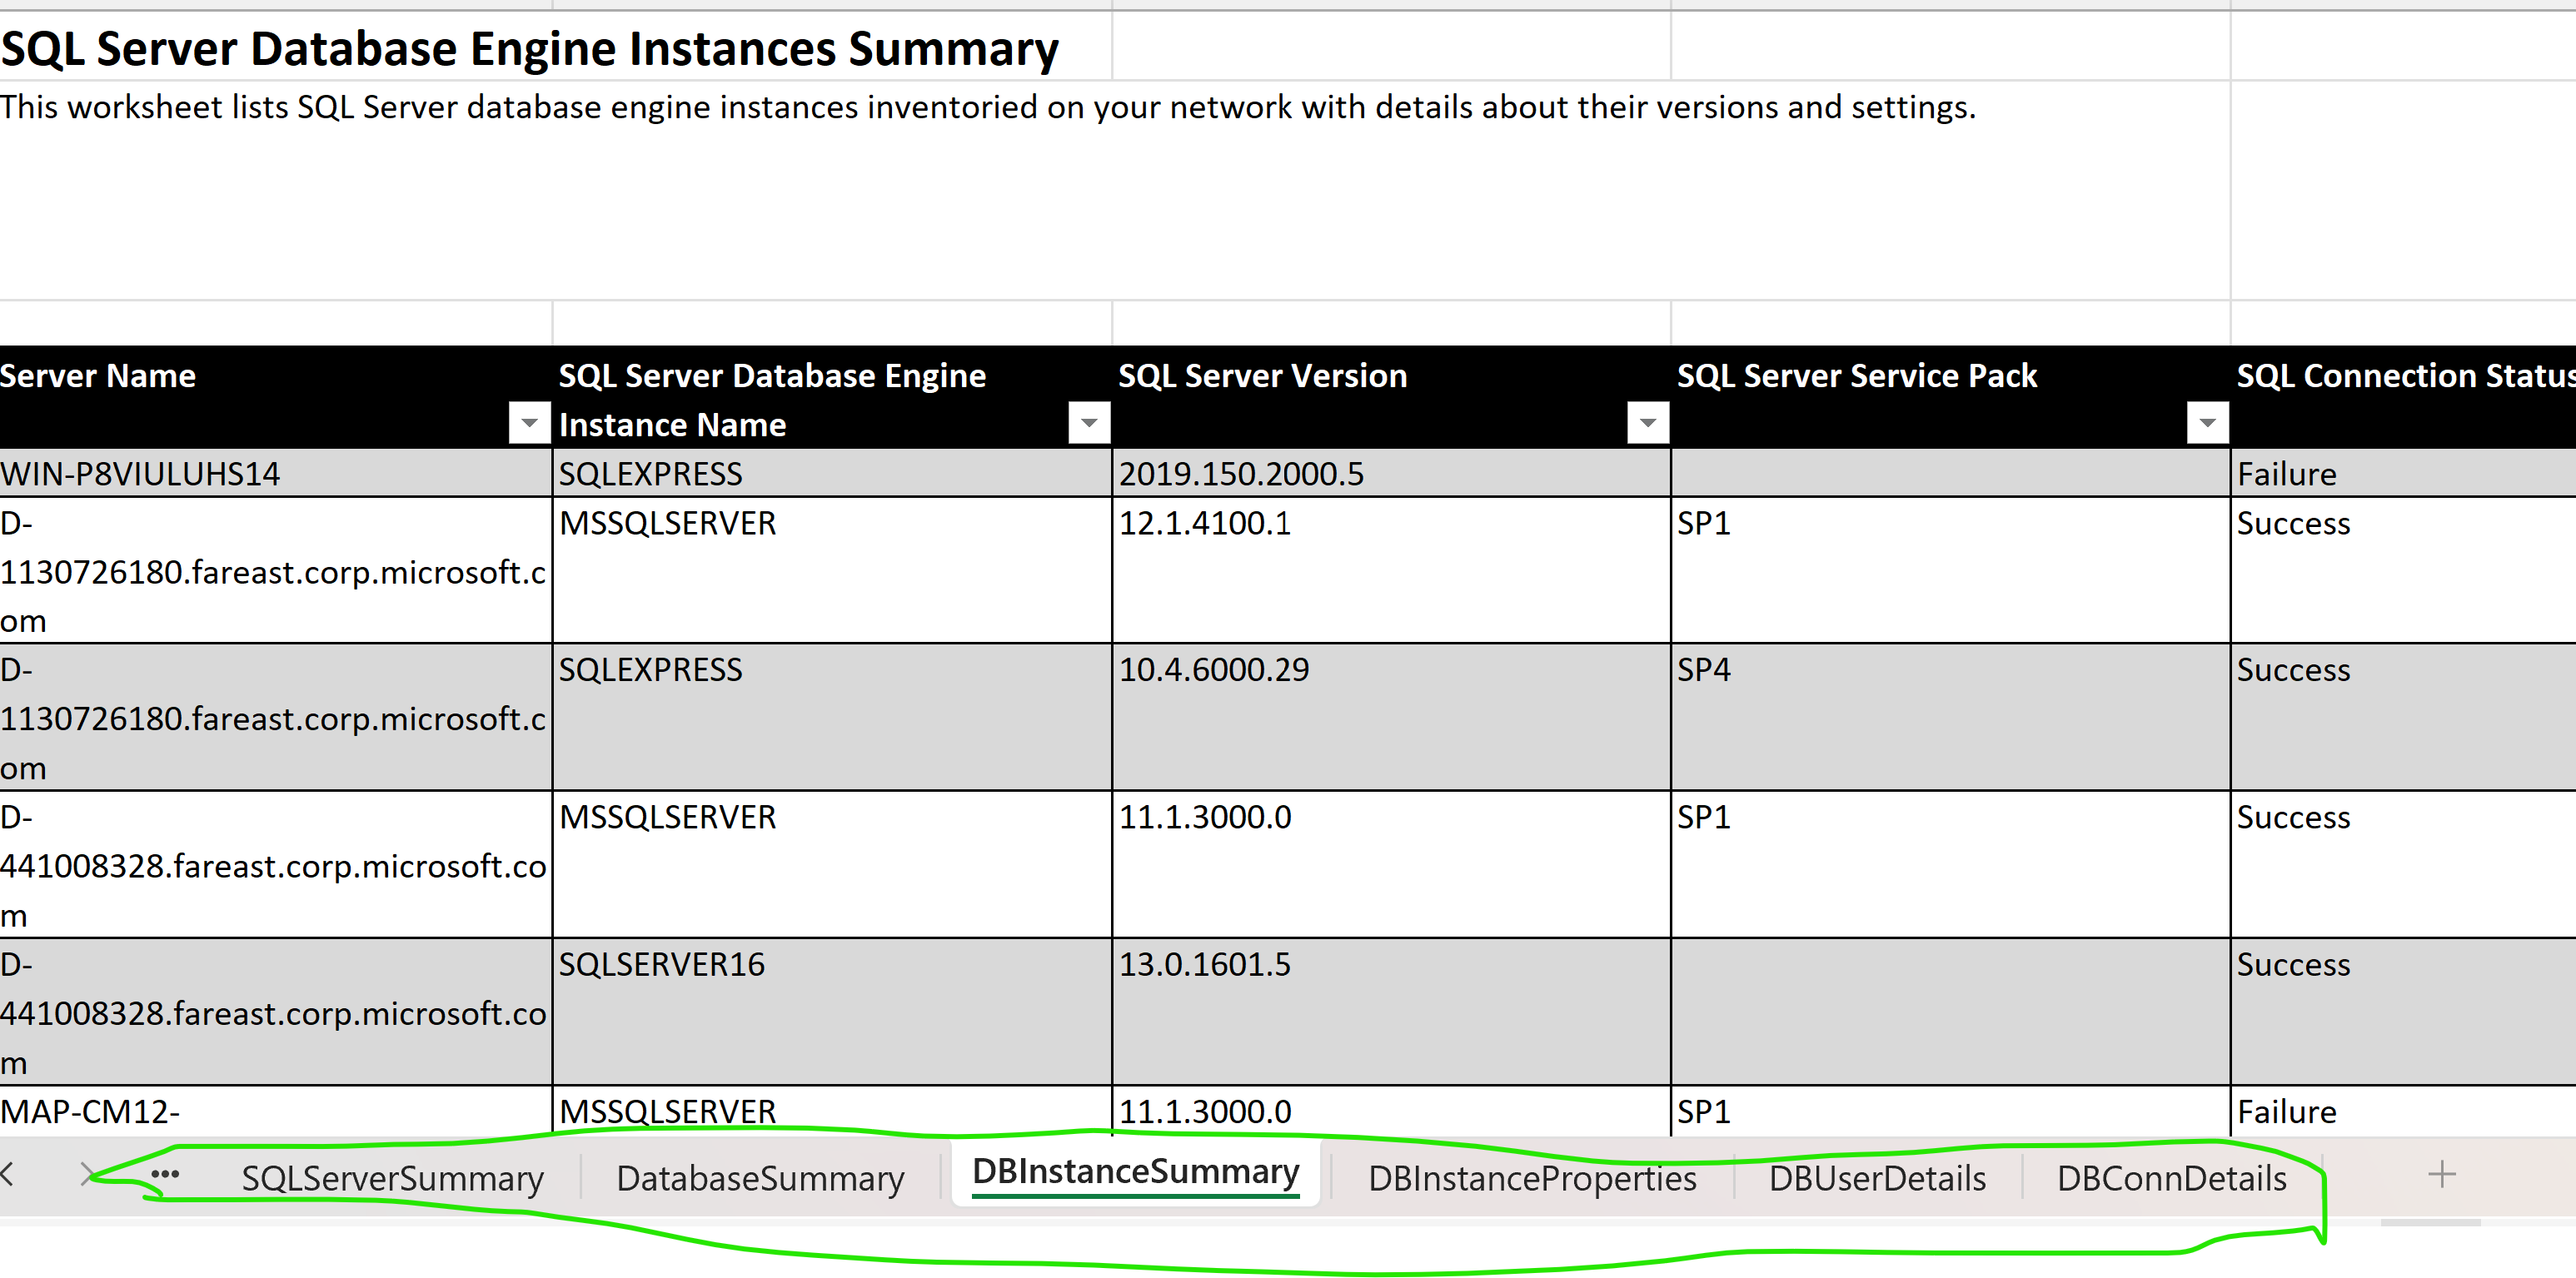 SQL Server Database Engine Instances Summary
This worksheet lists SQL Server database engine instances inventoried on your network with details about their versions and settings.
Server Name SQL Server Database Engine Instance Name SQL Server Version SQL Server Service Pack SQL Connection Status
WIN-P8VIULUHS14 SQLEXPRESS 2019.150.2000.5 Failure
D-1130726180.fareast.corp.microsoft.com MSSQLSERVER 12.1.4100.1 SP1 Success
D-1130726180.fareast.corp.microsoft.com SQLEXPRESS 10.4.6000.29 SP4 Success
D-441008328.fareast.corp.microsoft.com MSSQLSERVER 11.1.3000.0 SP1 Success
D-441008328.fareast.corp.microsoft.com SQLSERVER16 13.0.1601.5 Success
MAP-CM12- MSSQLSERVER 11.1.3000.0 SP1 Failure
... SQLServerSummary DatabaseSummary DBInstanceSummary DBInstanceProperties DBUserDetails DBConnDetails +